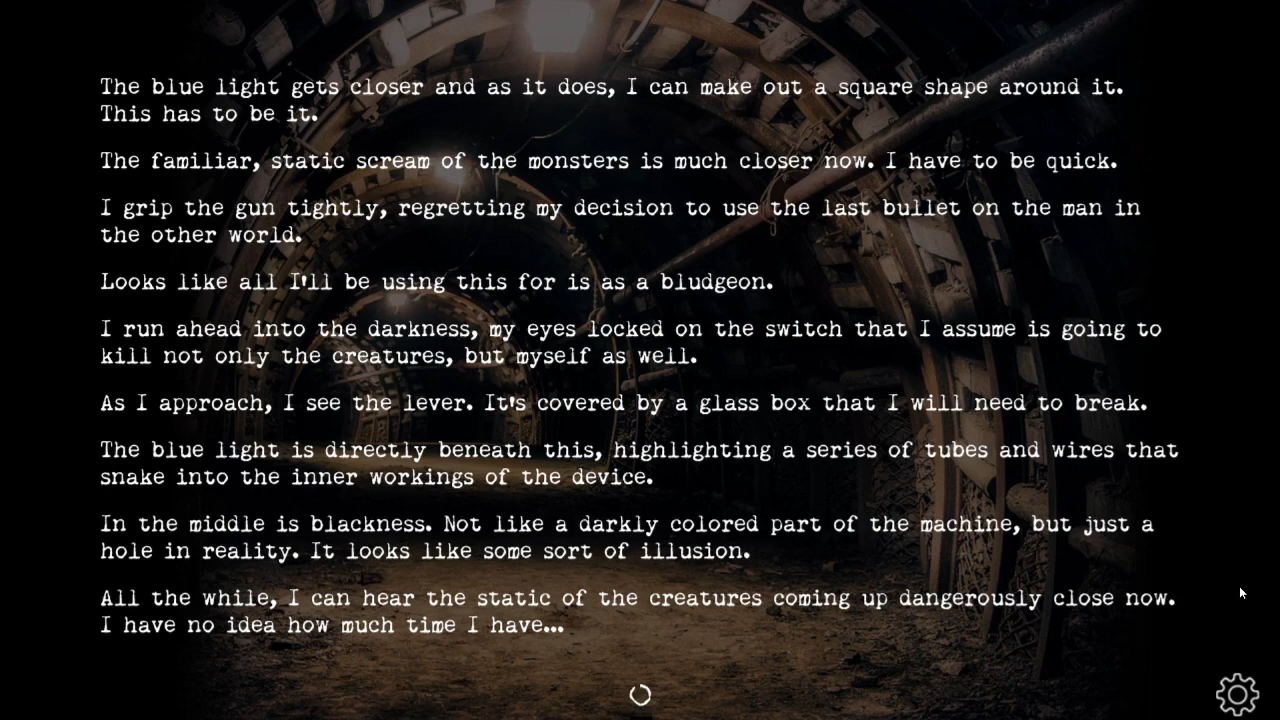 The blue light gets closer and as it does, I can make out a square shape around it.
This has to be it.
The familiar, static scream of the monsters is much closer now. I have to be quick.
I grip the gun tightly, regretting my decision to use the last bullet on the man in
the other world.
Looks like all I'll be using this for is as a bludgeon.
I run ahead into the darkness, my eyes locked on the switch that I assume is going to
kill not only the creatures, but myself as well.
As I approach, I see the lever. It's covered by a glass box that I will need to break.
The blue light is directly beneath this, highlighting a series of tubes and wires that
snake into the inner workings of the device.
In the middle is blackness. Not like a darkly colored part of the machine, but just a
hole in reality. It looks like some sort of illusion.
All the while, I can hear the static of the creatures coming up dangerously close now.
I have no idea how much time I have...